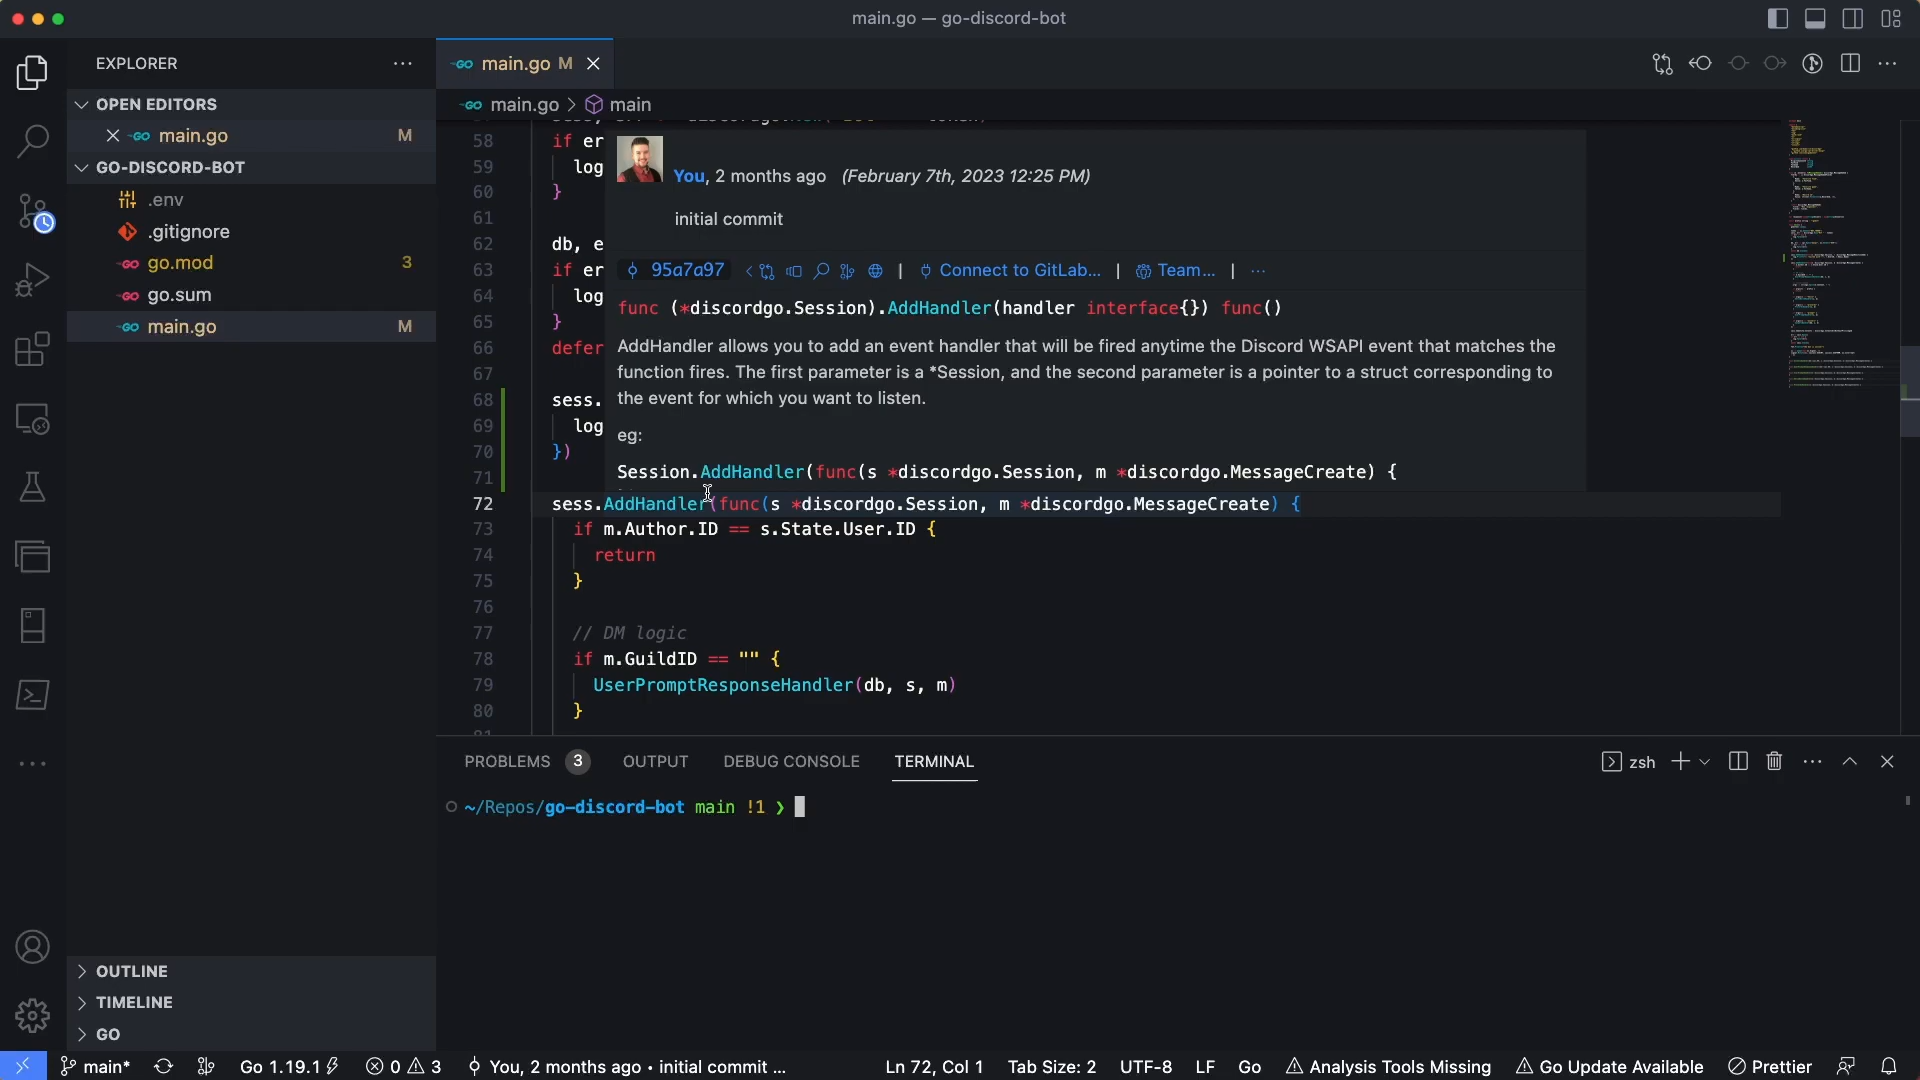 main.go — go-discord-bot
EXPLORER
OPEN EDITORS
main.go M
GO-DISCORD-BOT
.env
.gitignore
go.mod 3
go.sum
main.go M
OUTLINE
TIMELINE
GO
main.go M
main.go > main
58 if er
59 log
60 }
61
62 db, e
63 if er
64 log
65 }
66 defer
67
68 sess.
69 log
70 })
71
You, 2 months ago (February 7th, 2023 12:25 PM)
initial commit
95a7a97 | Connect to GitLab... | Team... | ...
func (*discordgo.Session).AddHandler(handler interface{}) func()
AddHandler allows you to add an event handler that will be fired anytime the Discord WSAPI event that matches the
function fires. The first parameter is a *Session, and the second parameter is a pointer to a struct corresponding to
the event for which you want to listen.
eg:
Session.AddHandler(func(s *discordgo.Session, m *discordgo.MessageCreate) {
72 sess.AddHandler(func(s *discordgo.Session, m *discordgo.MessageCreate) {
73 if m.Author.ID == s.State.User.ID {
74 return
75 }
76
77 // DM logic
78 if m.GuildID == "" {
79 UserPromptResponseHandler(db, s, m)
80 }
81
PROBLEMS 3 OUTPUT DEBUG CONSOLE TERMINAL
zsh
~/Repos/go-discord-bot main !1 ❯
main* Go 1.19.1 0 3 You, 2 months ago • initial commit ... Ln 72, Col 1 Tab Size: 2 UTF-8 LF Go Analysis Tools Missing Go Update Available Prettier